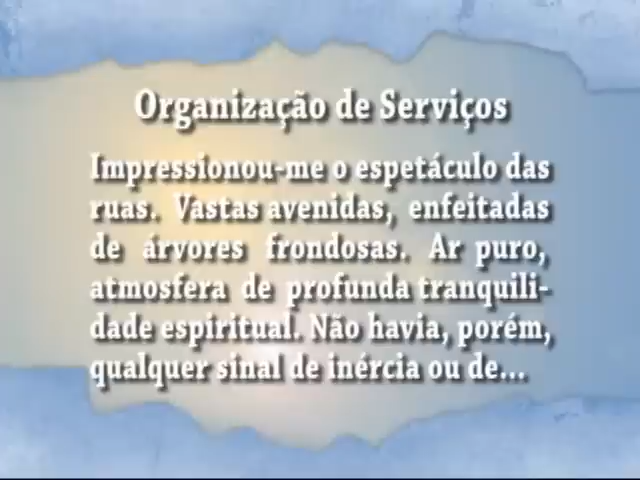 Organização de Serviços
Impressionou-me o espetáculo das
ruas. Vastas avenidas, enfeitadas
de árvores frondosas. Ar puro,
atmosfera de profunda tranquili-
dade espiritual. Não havia, porém,
qualquer sinal de inércia ou de...